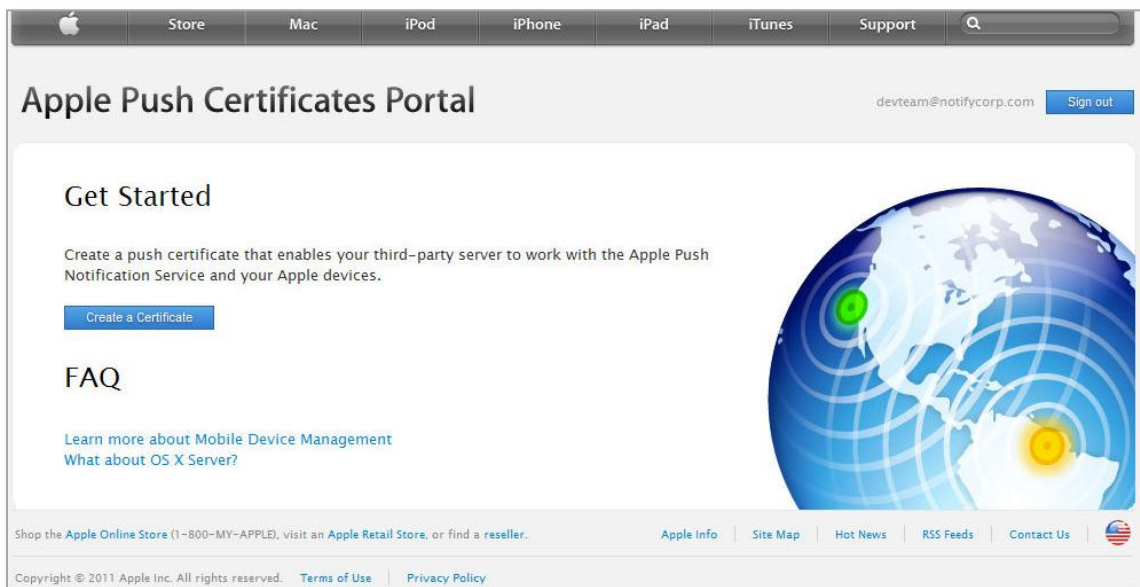 Store Mac iPod iPhone iPad iTunes Support
Apple Push Certificates Portal
devteam@notifycorp.com Sign out
Get Started
Create a push certificate that enables your third-party server to work with the Apple Push
Notification Service and your Apple devices.
Create a Certificate
FAQ
Learn more about Mobile Device Management
What about OS X Server?
Shop the Apple Online Store (1-800-MY-APPLE), visit an Apple Retail Store, or find a reseller. Apple Info Site Map Hot News RSS Feeds Contact Us
Copyright © 2011 Apple Inc. All rights reserved. Terms of Use Privacy Policy